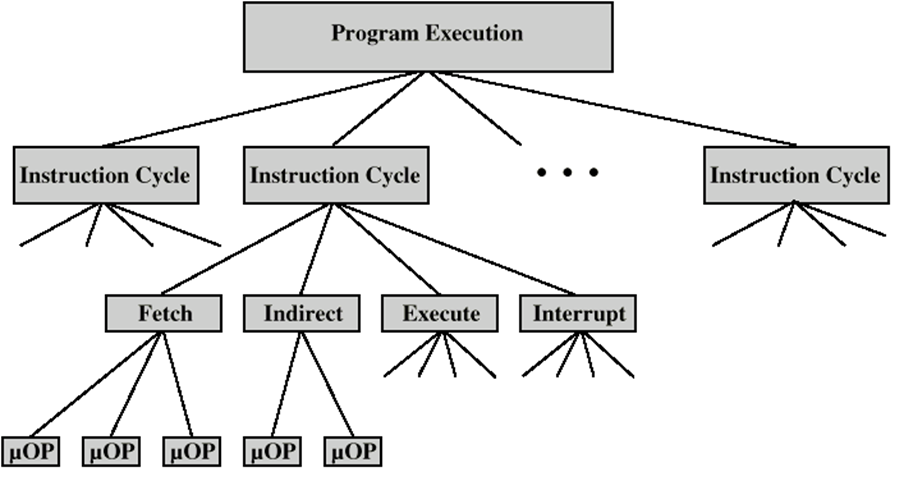 Program Execution
Instruction Cycle
Instruction Cycle
• • •
Instruction Cycle
Fetch
Indirect
Execute
Interrupt
µOP
µOP
µOP
µOP
µOP